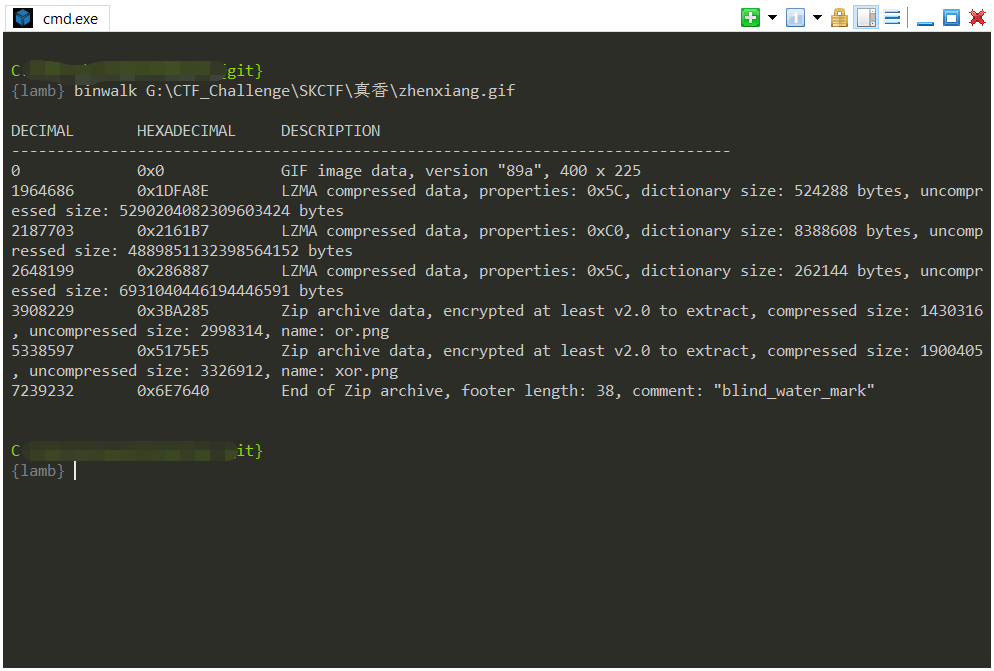 cmd.exe
C git}
{lamb} binwalk G:\CTF_Challenge\SKCTF\真香\zhenxiang.gif
DECIMAL HEXADECIMAL DESCRIPTION
--------------------------------------------------------------------------------
0 0x0 GIF image data, version "89a", 400 x 225
1964686 0x1DFA8E LZMA compressed data, properties: 0x5C, dictionary size: 524288 bytes, uncompr
essed size: 5290204082309603424 bytes
2187703 0x2161B7 LZMA compressed data, properties: 0xC0, dictionary size: 8388608 bytes, uncomp
ressed size: 4889851132398564152 bytes
2648199 0x286887 LZMA compressed data, properties: 0x5C, dictionary size: 262144 bytes, uncompr
essed size: 6931040446194446591 bytes
3908229 0x3BA285 Zip archive data, encrypted at least v2.0 to extract, compressed size: 1430316
, uncompressed size: 2998314, name: or.png
5338597 0x5175E5 Zip archive data, encrypted at least v2.0 to extract, compressed size: 1900405
, uncompressed size: 3326912, name: xor.png
7239232 0x6E7640 End of Zip archive, footer length: 38, comment: "blind_water_mark"
C it}
{lamb}